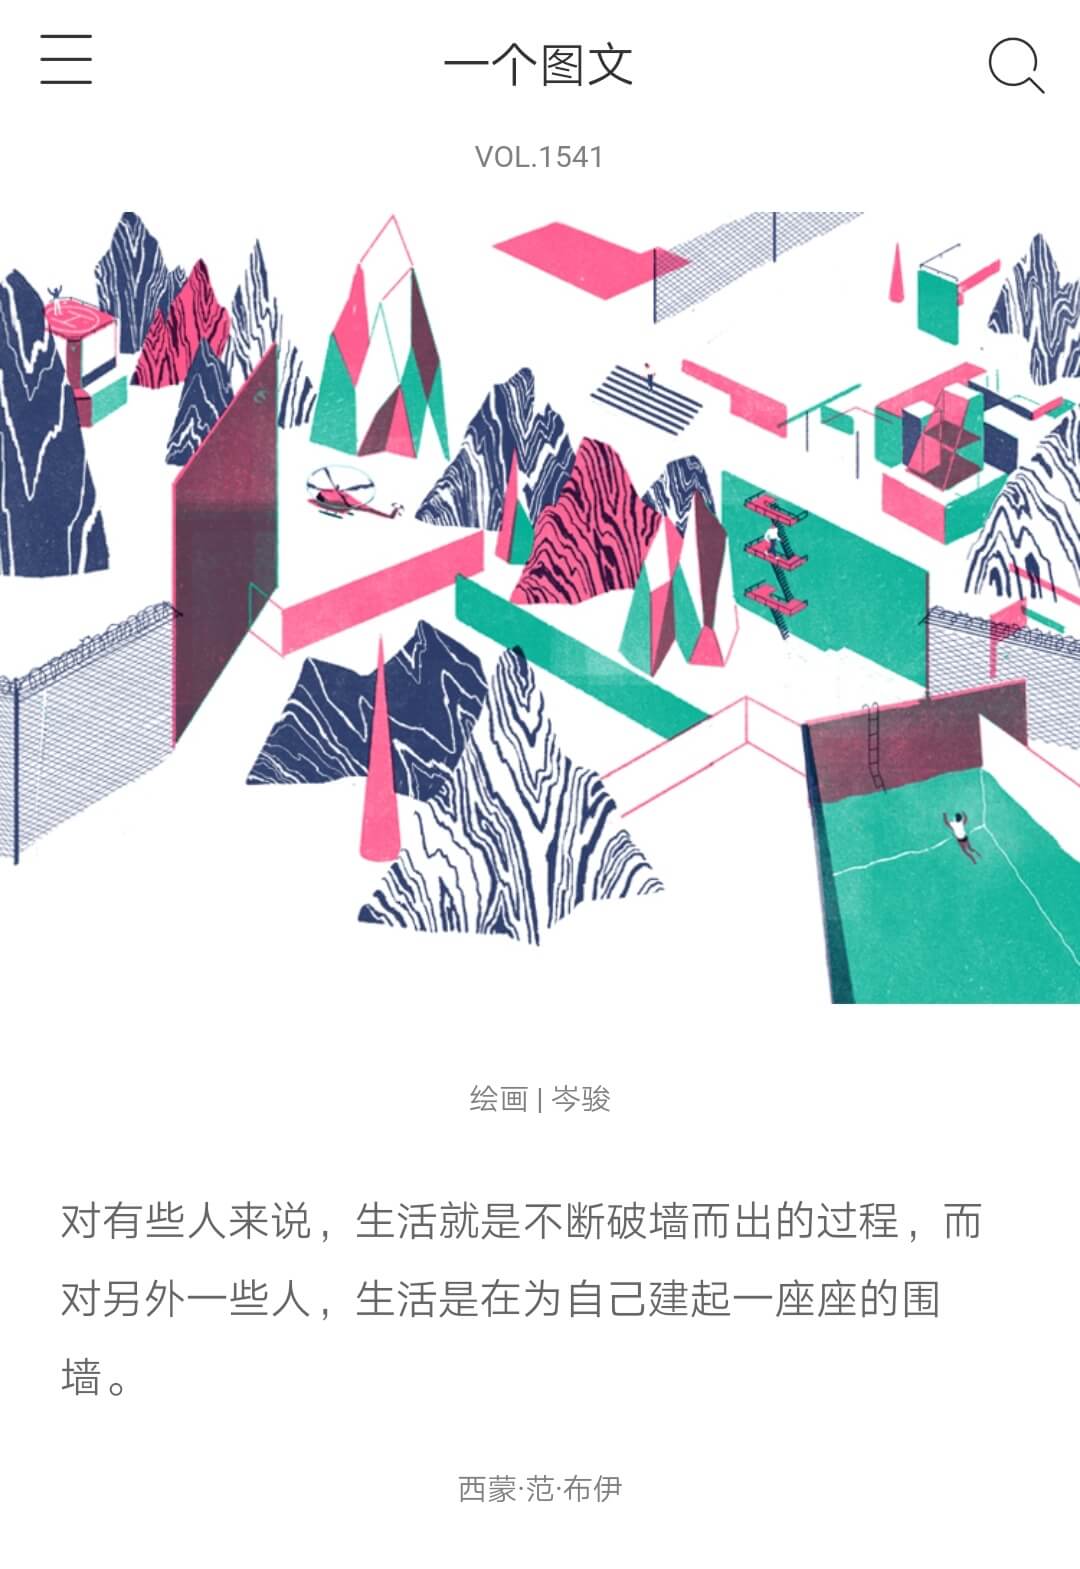 一个图文
VOL.1541
H
绘画 | 岑骏
对有些人来说，生活就是不断破墙而出的过程，而
对另外一些人，生活是在为自己建起一座座的围
墙。
西蒙·范·布伊